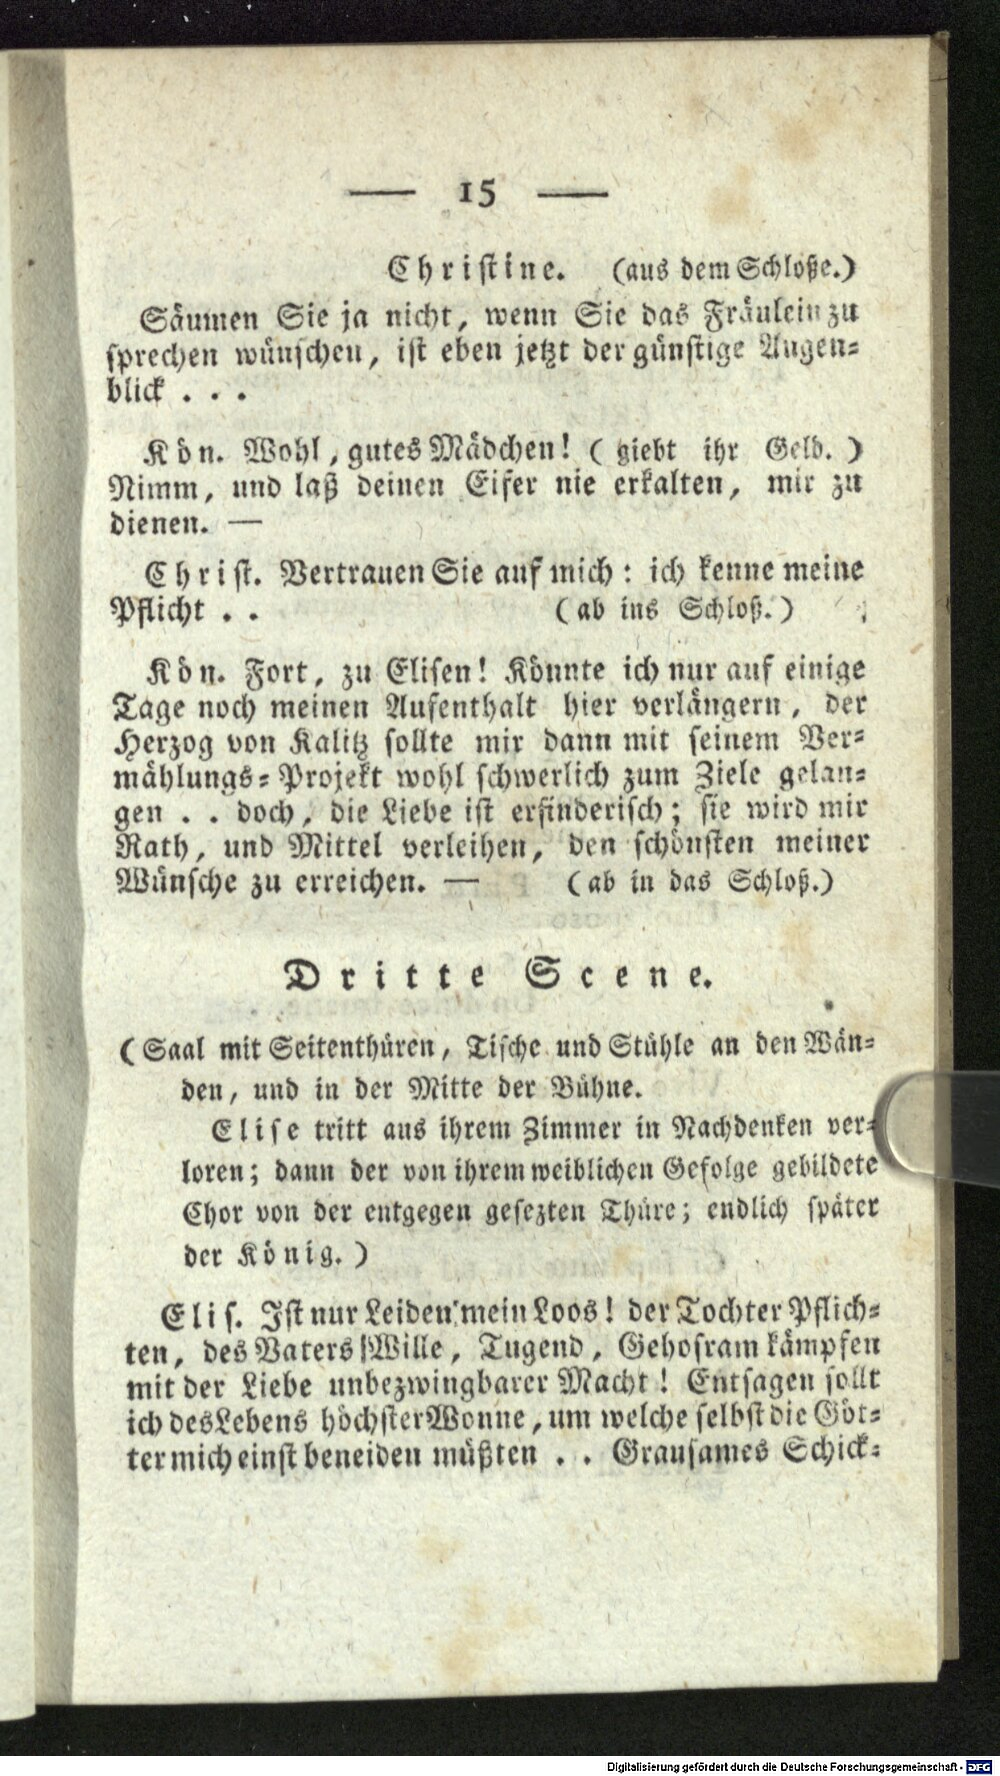 — 15 —
Christine. (aus dem Schloße.)
Säumen Sie ja nicht, wenn Sie das Fräulein zu
sprechen wünschen, ist eben jetzt der günstige Augen=
blick . . .
Kön. Wohl, gutes Mädchen! (giebt ihr Geld.)
Nimm, und laß deinen Eifer nie erkalten, mir zu
dienen. —
Christ. Vertrauen Sie auf mich: ich kenne meine
Pflicht . . (ab ins Schloß.)
Kön. Fort, zu Elisen! Könnte ich nur auf einige
Tage noch meinen Aufenthalt hier verlängern, der
Herzog von Kalitz sollte mir dann mit seinem Ver=
mählungs=Projekt wohl schwerlich zum Ziele gelan=
gen . . doch, die Liebe ist erfinderisch; sie wird mir
Rath, und Mittel verleihen, den schönsten meiner
Wünsche zu erreichen. — (ab in das Schloß.)
Dritte Scene.
(Saal mit Seitenthüren, Tische und Stühle an den Wän=
den, und in der Mitte der Bühne.
Elise tritt aus ihrem Zimmer in Nachdenken ver=
loren; dann der von ihrem weiblichen Gefolge gebildete
Chor von der entgegen gesezten Thüre; endlich später
der König.)
Elis. Ist nur Leiden mein Loos! der Tochter Pflich=
ten, des Vaters Wille, Tugend, Gehosram kämpfen
mit der Liebe unbezwingbarer Macht! Entsagen sollt
ich des Lebens höchster Wonne, um welche selbst die Göt=
ter mich einst beneiden müßten . . Grausames Schick=
Digitalisierung gefördert durch die Deutsche Forschungsgemeinschaft - DFG